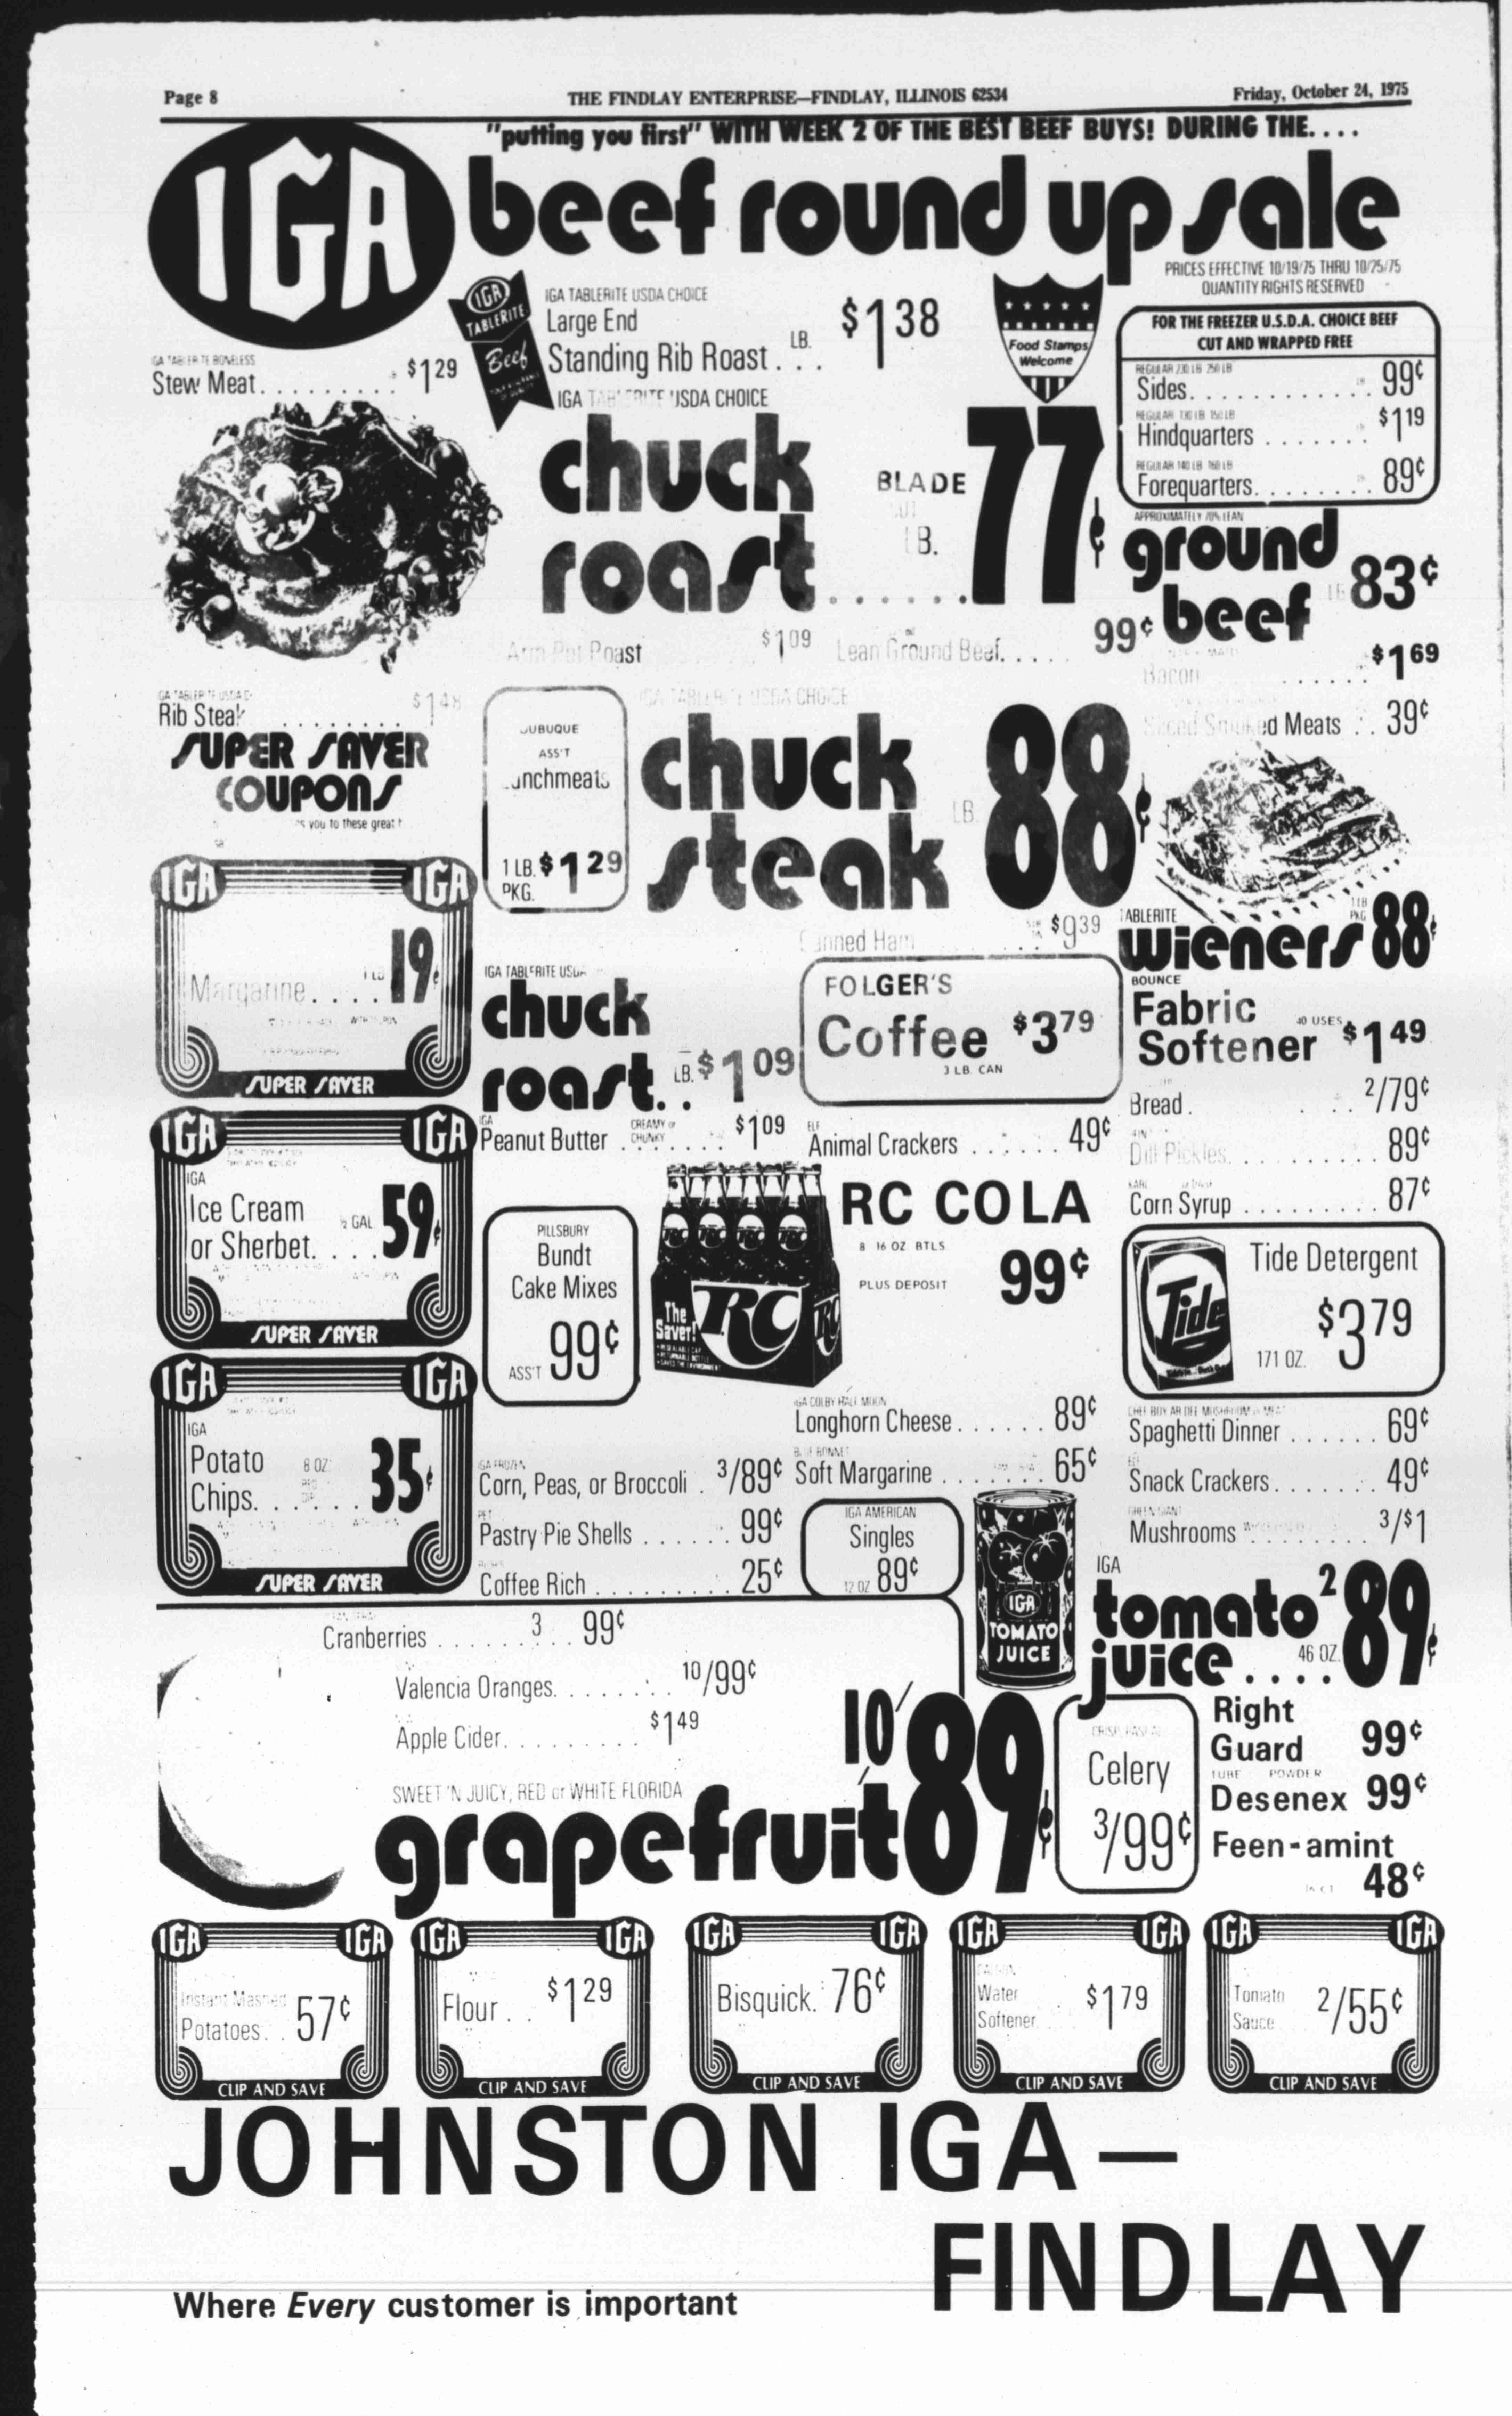 Page 8
THE FINDLAY ENTERPRISE—FINDLAY, ILLINOIS 62534
Friday, October 24, 1975
"putting you first" WITH WEEK 2 OF THE BEST BEEF BUYS! DURING THE....
IGA
beef round up sale
PRICES EFFECTIVE 10/19/75 THRU 10/25/75
QUANTITY RIGHTS RESERVED
IGA TABLERITE BONELESS
Stew Meat. . . . . . . . . $1 29
IGA
TABLERITE
Beef
IGA TABLERITE USDA CHOICE
Large End
Standing Rib Roast . . . LB. $1 38
Food Stamps
Welcome
FOR THE FREEZER U.S.D.A. CHOICE BEEF
CUT AND WRAPPED FREE
REGULAR 230 LB 250 LB
Sides. . . . . . . . . . . . 99¢
REGULAR 130 LB 150 LB
Hindquarters . . . . . . . $1 19
REGULAR 140 LB 160 LB
Forequarters. . . . . . . . 89¢
IGA TABLERITE USDA CHOICE
chuck
roast . . . . . .
BLADE
CUT
LB.
77¢
APPROXIMATELY 70% LEAN
ground
beef LB 83¢
Arm Pot Roast $1 09
Lean Ground Beef. . . . . 99¢
Bacon . . . . . . $1 69
Sliced Smoked Meats . . 39¢
IGA TABLERITE USDA C
Rib Steak . . . . . . . . $1 48
SUPER SAVER
COUPONS
you to these great
DUBUQUE
ASS'T
Lunchmeats
1 LB.
PKG. $1 29
IGA TABLERITE USDA CHOICE
chuck
steak
LB. 88¢
Canned Ham $9 39
TABLERITE
wieners 1 LB PKG 88¢
IGA IGA
Margarine. . . . 1 LB 19¢
SUPER SAVER
IGA TABLERITE USDA
chuck
roast. . LB. $1 09
FOLGER'S
Coffee $3 79
3 LB. CAN
BOUNCE
Fabric
Softener 40 USES $1 49
Bread . . . . 2/79¢
IGA
Peanut Butter CREAMY or CHUNKY $1 09
ELF
Animal Crackers . . . . . . 49¢
Dill Pickles. . . . . . . . . . 89¢
KARO
Corn Syrup . . . . . . . . . 87¢
IGA IGA
IGA
Ice Cream
or Sherbet. . . . ½ GAL 59¢
SUPER SAVER
PILLSBURY
Bundt
Cake Mixes
ASS'T 99¢
The
Saver!
RC
RC COLA
8 16 OZ BTLS
PLUS DEPOSIT 99¢
Tide
Tide Detergent
171 OZ. $3 79
IGA IGA
IGA
Potato
Chips. . . . . . 8 OZ. 35¢
SUPER SAVER
IGA COLBY HALF MOON
Longhorn Cheese . . . . . . 89¢
CHEF BOY AR DEE MUSHROOM or MEAT
Spaghetti Dinner . . . . . . 69¢
IGA FROZEN
Corn, Peas, or Broccoli . 3/89¢
BLUE BONNET
Soft Margarine . . . . . . . 65¢
ELF
Snack Crackers. . . . . . . 49¢
PET
Pastry Pie Shells . . . . . . 99¢
IGA AMERICAN
Singles
12 OZ 89¢
GREEN GIANT
Mushrooms . . . . . . . . 3/$1
Coffee Rich . . . . . . . . . 25¢
IGA
TOMATO
JUICE
IGA
tomato
juice . . . . 46 OZ. 2 89¢
Cranberries . . . . . . 3 . . 99¢
Valencia Oranges. . . . . . . . 10/99¢
Apple Cider. . . . . . . . . $1 49
SWEET 'N JUICY, RED or WHITE FLORIDA
grapefruit 10/89¢
CRISP, PASCAL
Celery
3/99¢
Right
Guard 99¢
TUBE POWDER
Desenex 99¢
Feen-amint
48¢
IGA IGA
Instant Mashed
Potatoes. . 57¢
CLIP AND SAVE
IGA IGA
Flour . . $1 29
CLIP AND SAVE
IGA IGA
Bisquick. 76¢
CLIP AND SAVE
IGA IGA
CALGON
Water
Softener $1 79
CLIP AND SAVE
IGA IGA
Tomato
Sauce 2/55¢
CLIP AND SAVE
JOHNSTON IGA—
FINDLAY
Where Every customer is important